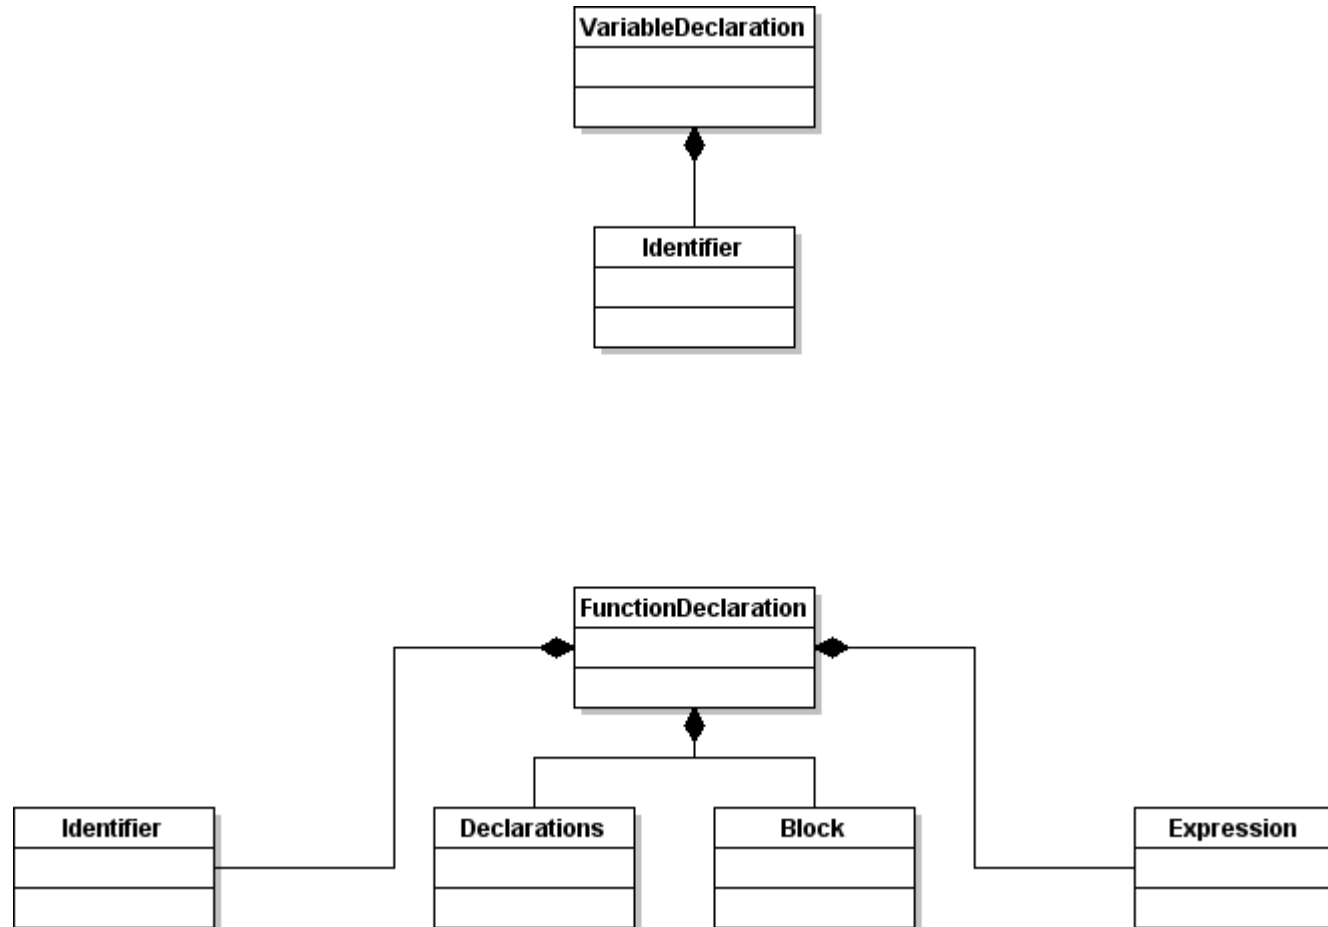 VariableDeclaration
Identifier
FunctionDeclaration
Identifier
Declarations
Block
Expression